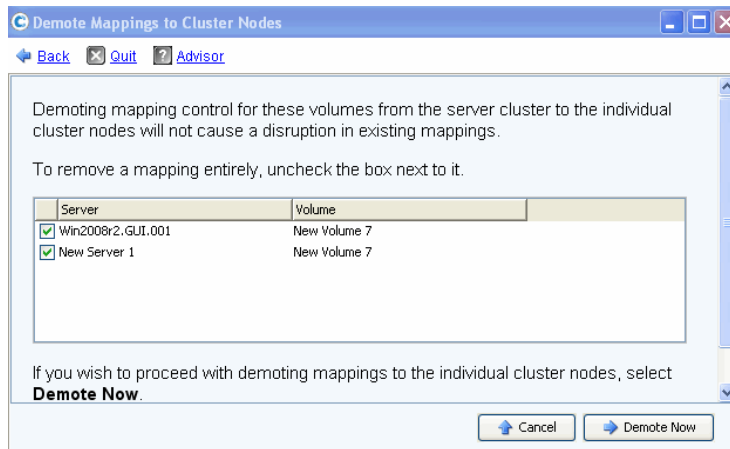 Demote Mappings to Cluster Nodes
Back Quit Advisor
Demoting mapping control for these volumes from the server cluster to the individual
cluster nodes will not cause a disruption in existing mappings.
To remove a mapping entirely, uncheck the box next to it.
Server Volume
Win2008r2.GUI.001 New Volume 7
New Server 1 New Volume 7
If you wish to proceed with demoting mappings to the individual cluster nodes, select
Demote Now.
Cancel Demote Now